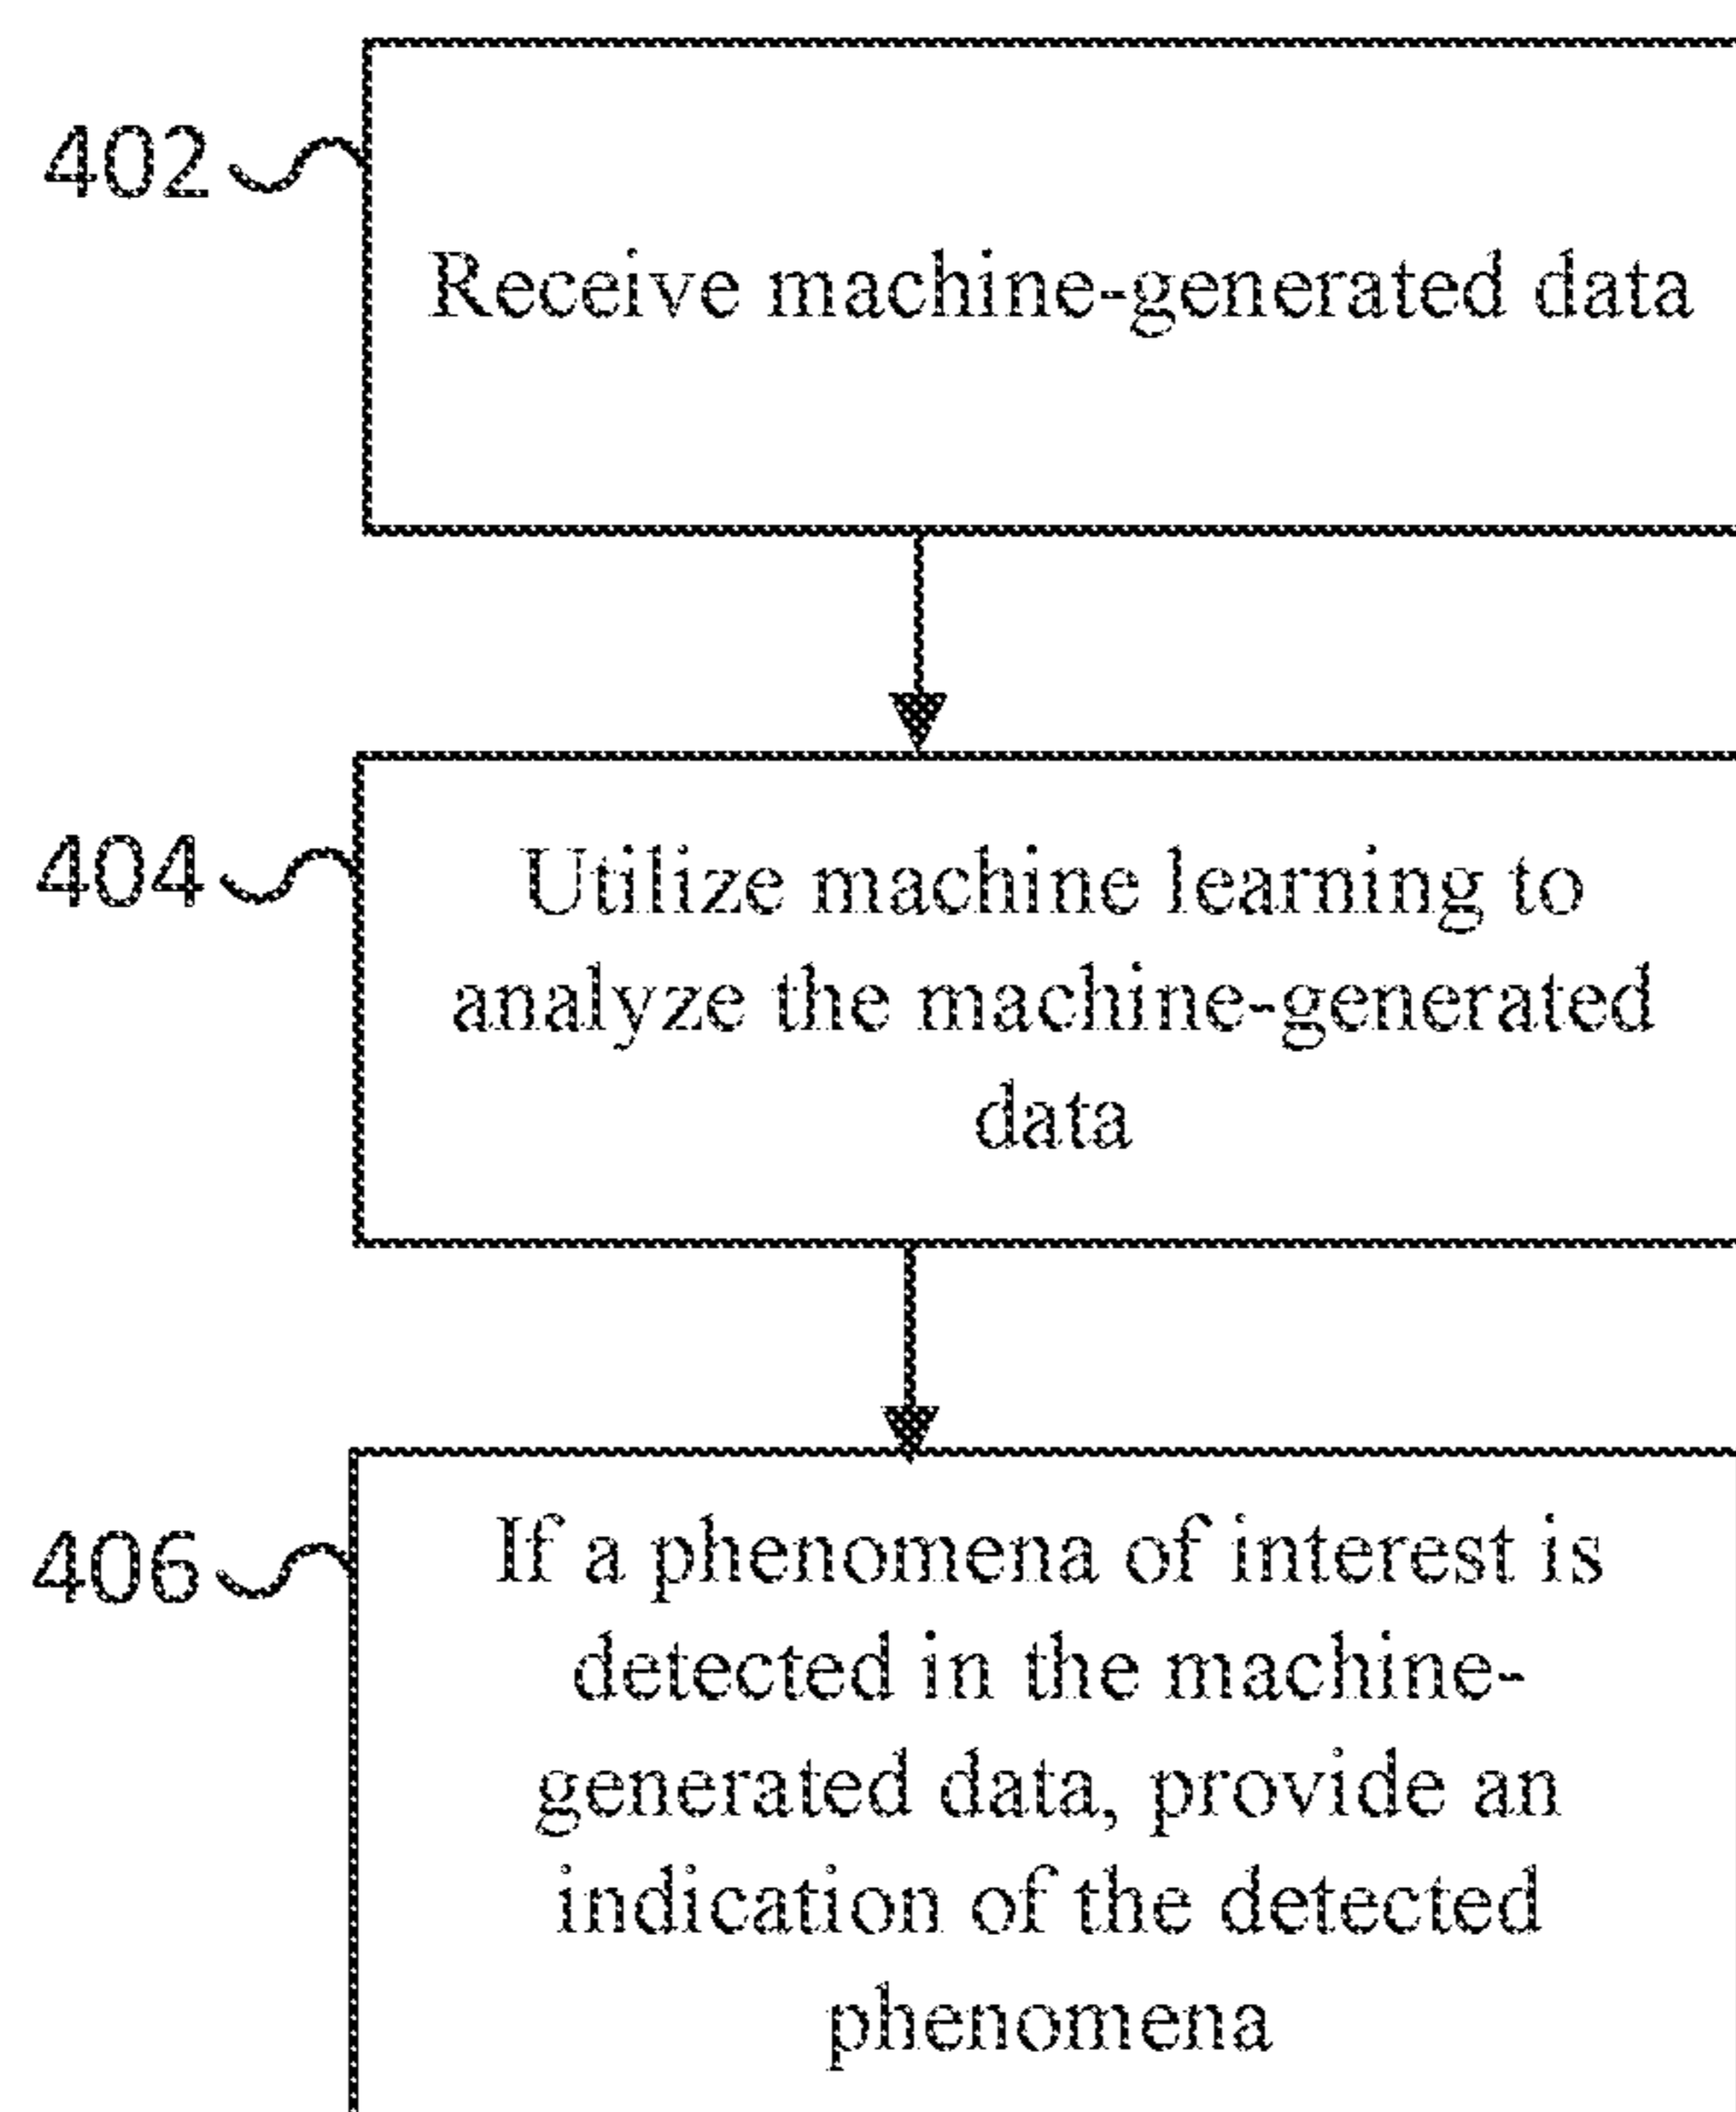 402
Receive machine-generated data
404
Utilize machine learning to
analyze the machine-generated
data
406
If a phenomena of interest is
detected in the machine-
generated data, provide an
indication of the detected
phenomena